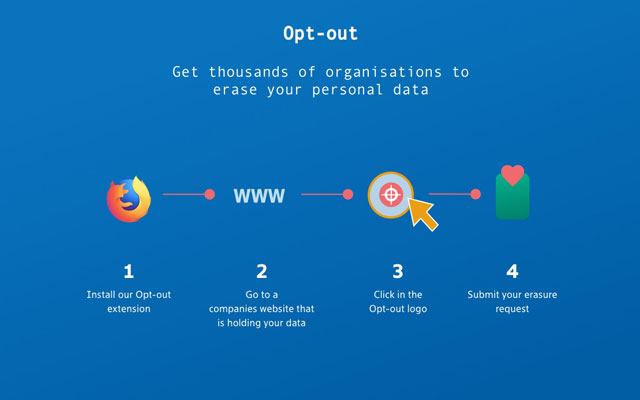 Opt-out
Get thousands of organisations to
erase your personal data
www
1
Install our Opt-out
extension
2
Go to a
companies website that
is holding your data
3
Click in the
Opt-out logo
4
Submit your erasure
request